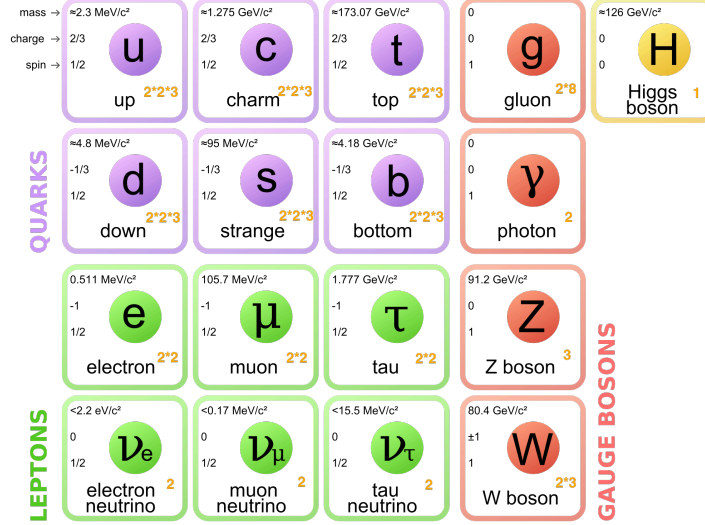 mass → ≈2.3 MeV/c² ≈1.275 GeV/c² ≈173.07 GeV/c² 0 ≈126 GeV/c²
charge → 2/3 2/3 2/3 0 0
spin → 1/2 1/2 1/2 1 0
u c t g H
up 2*2*3 charm 2*2*3 top 2*2*3 gluon 2*8 Higgs boson 1
QUARKS
≈4.8 MeV/c² ≈95 MeV/c² ≈4.18 GeV/c² 0
-1/3 -1/3 -1/3 0
1/2 1/2 1/2 1
d s b γ
down 2*2*3 strange 2*2*3 bottom 2*2*3 photon 2
0.511 MeV/c² 105.7 MeV/c² 1.777 GeV/c² 91.2 GeV/c²
-1 -1 -1 0
1/2 1/2 1/2 1
e μ τ Z
electron 2*2 muon 2*2 tau 2*2 Z boson 3
LEPTONS
<2.2 eV/c² <0.17 MeV/c² <15.5 MeV/c² 80.4 GeV/c²
0 0 0 ±1
1/2 1/2 1/2 1
νe νμ ντ W
electron neutrino 2 muon neutrino 2 tau neutrino 2 W boson 2*3
GAUGE BOSONS